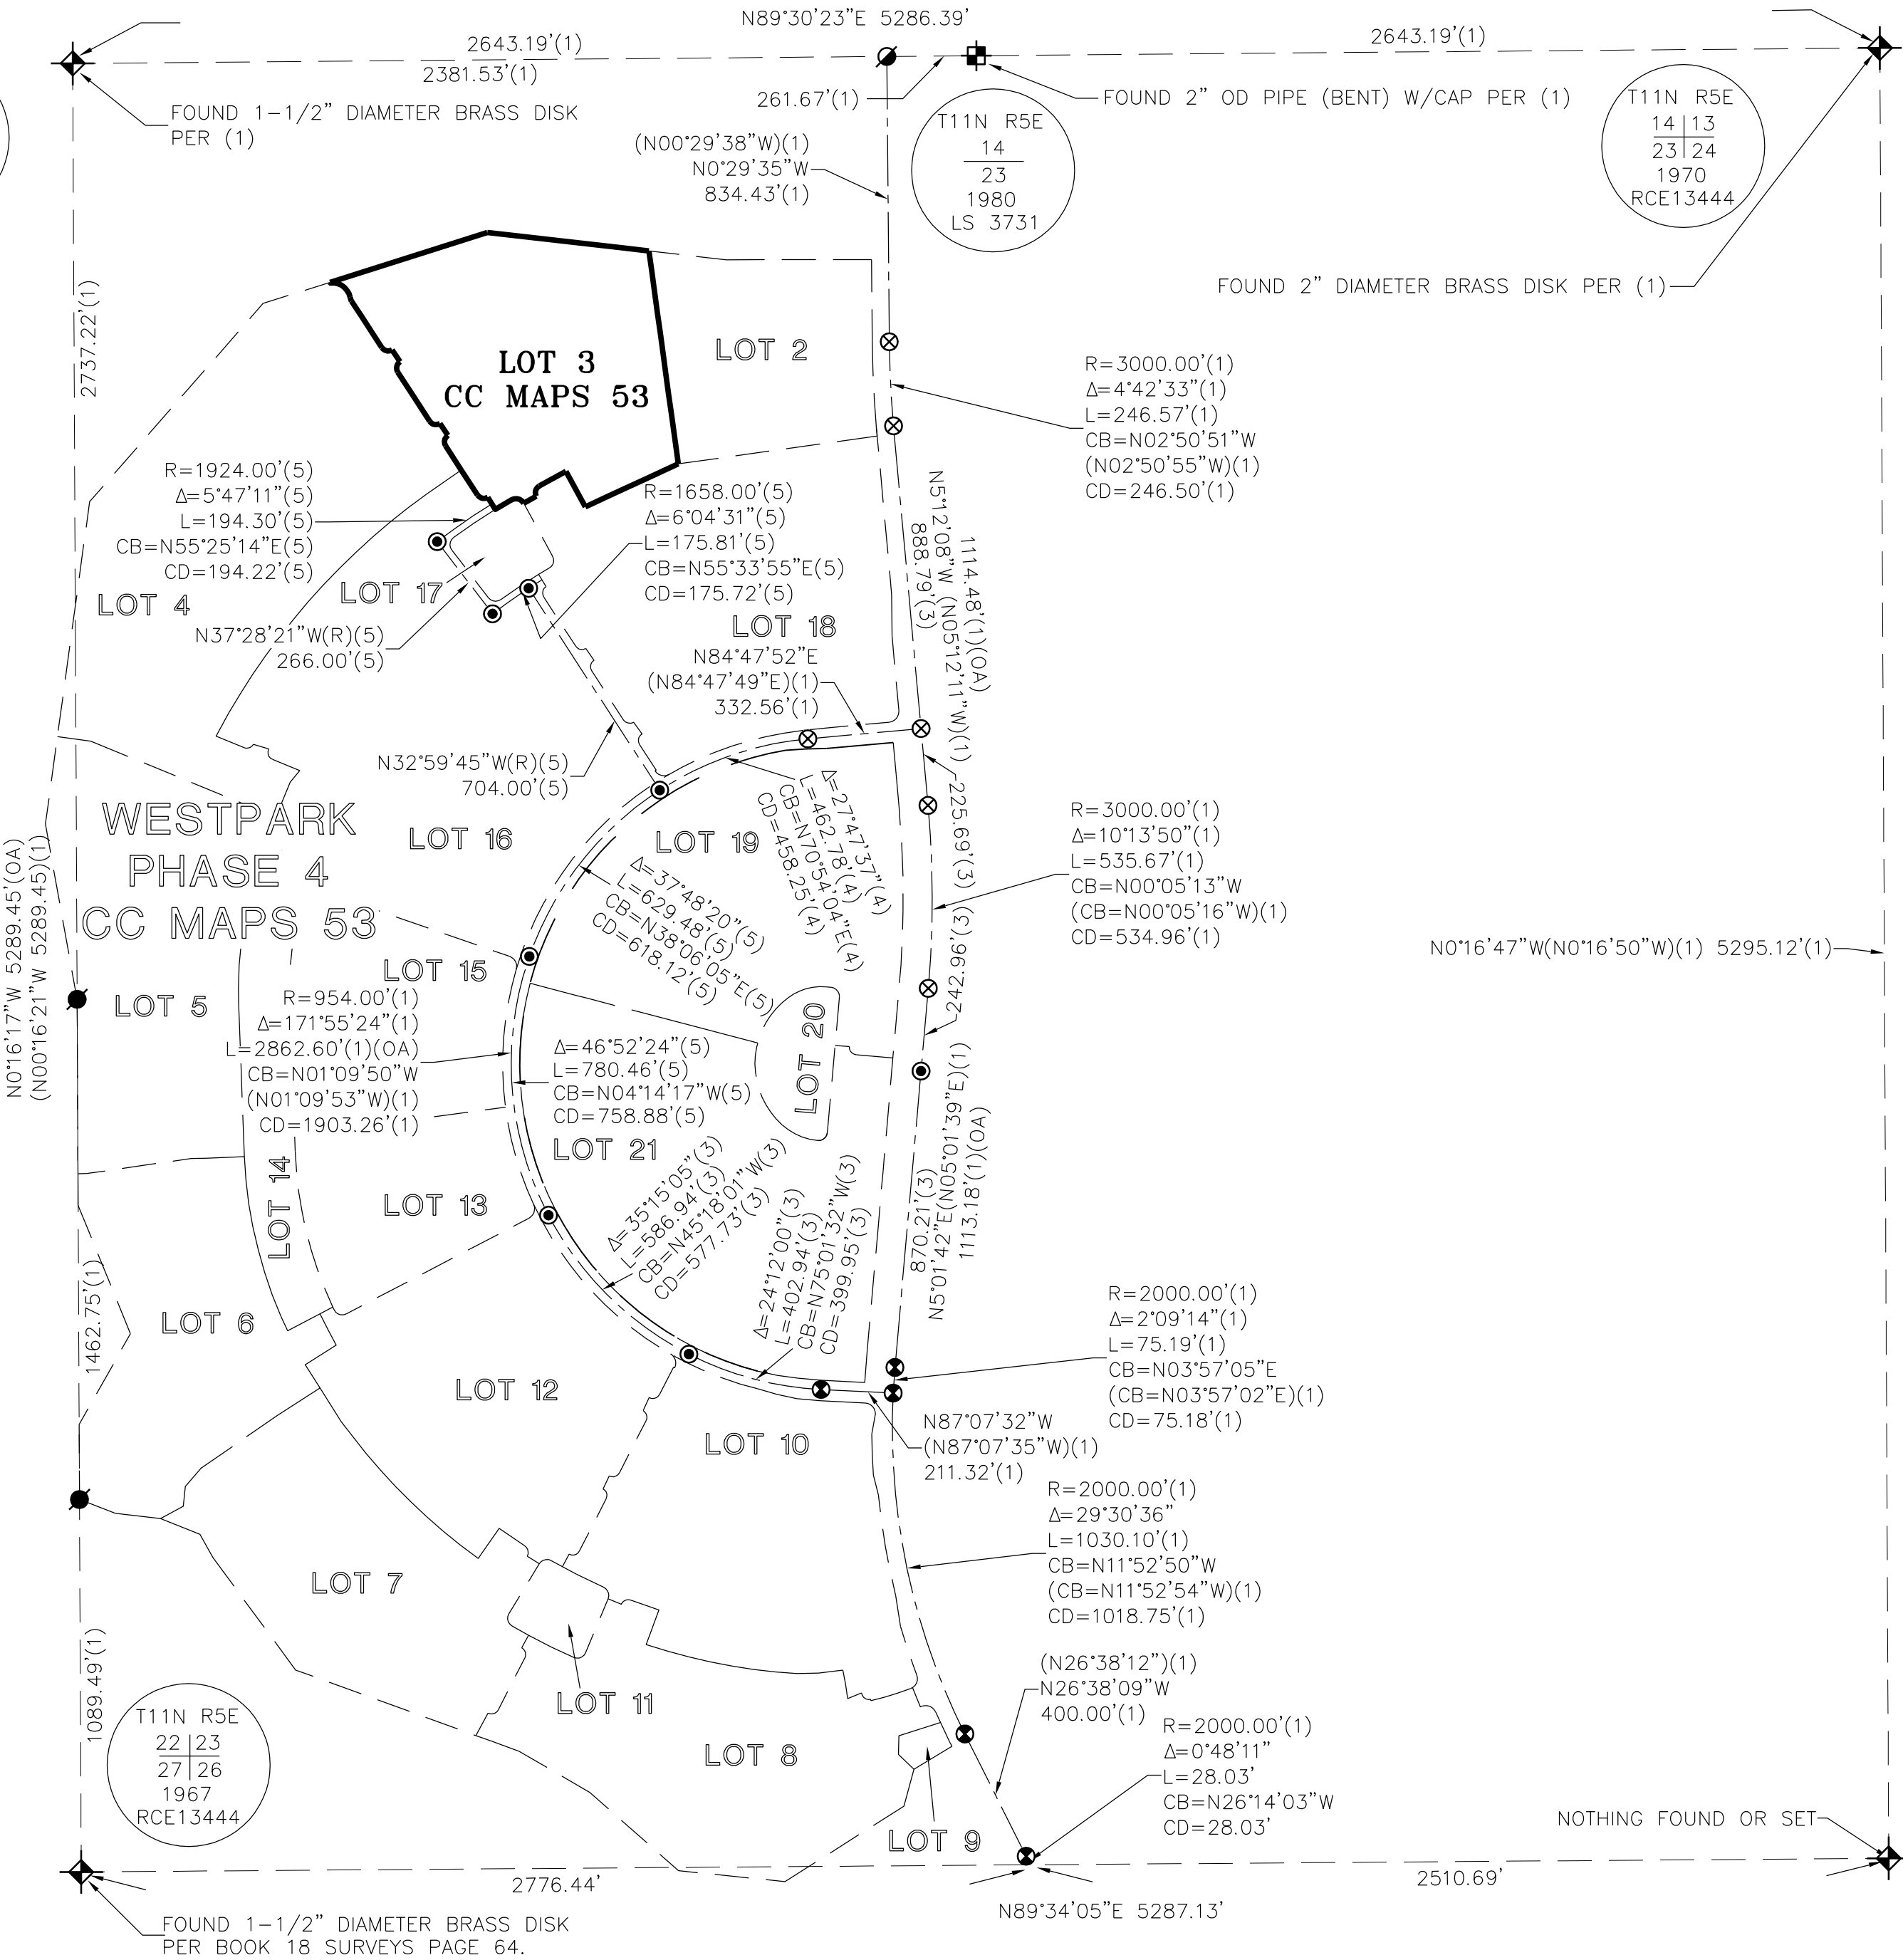 N89°30'23"E 5286.39'
2643.19'(1)
2381.53'(1)
2643.19'(1)
261.67'(1)
FOUND 1-1/2" DIAMETER BRASS DISK
PER (1)
FOUND 2" OD PIPE (BENT) W/CAP PER (1)
T11N R5E
14
23
1980
LS 3731
T11N R5E
14 13
23 24
1970
RCE13444
(N00°29'38"W)(1)
N0°29'35"W
834.43'(1)
FOUND 2" DIAMETER BRASS DISK PER (1)
2737.22'(1)
LOT 3
CC MAPS 53
LOT 2
R=3000.00'(1)
Δ=4°42'33"(1)
L=246.57'(1)
CB=N02°50'51"W
(N02°50'55"W)(1)
CD=246.50'(1)
R=1924.00'(5)
Δ=5°47'11"(5)
L=194.30'(5)
CB=N55°25'14"E(5)
CD=194.22'(5)
R=1658.00'(5)
Δ=6°04'31"(5)
L=175.81'(5)
CB=N55°33'55"E(5)
CD=175.72'(5)
1114.48'(1)(OA)
N5°12'08"W (N05°12'11"W)(1)
888.79'(3)
LOT 4
LOT 17
LOT 18
N37°28'21"W(R)(5)
266.00'(5)
N84°47'52"E
(N84°47'49"E)(1)
332.56'(1)
N32°59'45"W(R)(5)
704.00'(5)
225.69'(3)
WESTPARK
PHASE 4
CC MAPS 53
LOT 16
LOT 19
Δ=27°47'37"(4)
L=462.78'(4)
CB=N70°54'04"E(4)
CD=458.25'(4)
Δ=37°48'20"(5)
L=629.48'(5)
CB=N38°06'05"E(5)
CD=618.12'(5)
R=3000.00'(1)
Δ=10°13'50"(1)
L=535.67'(1)
CB=N00°05'13"W
(CB=N00°05'16"W)(1)
CD=534.96'(1)
N0°16'47"W(N0°16'50"W)(1) 5295.12'(1)
N0°16'17"W 5289.45'(OA)
(N00°16'21"W 5289.45)(1)
242.96'(3)
LOT 15
LOT 5
LOT 20
R=954.00'(1)
Δ=171°55'24"(1)
L=2862.60'(1)(OA)
CB=N01°09'50"W
(N01°09'53"W)(1)
CD=1903.26'(1)
Δ=46°52'24"(5)
L=780.46'(5)
CB=N04°14'17"W(5)
CD=758.88'(5)
LOT 21
LOT 14
LOT 13
870.21'(3)
N5°01'42"E(N05°01'39"E)(1)
1113.18'(1)(OA)
Δ=35°15'05"(3)
L=586.94'(3)
CB=N45°18'01"W(3)
CD=577.73'(3)
Δ=24°12'00"(3)
L=402.94'(3)
CB=N75°01'32"W(3)
CD=399.95'(3)
1462.75'(1)
LOT 6
R=2000.00'(1)
Δ=2°09'14"(1)
L=75.19'(1)
CB=N03°57'05"E
(CB=N03°57'02"E)(1)
CD=75.18'(1)
LOT 12
LOT 10
N87°07'32"W
(N87°07'35"W)(1)
211.32'(1)
R=2000.00'(1)
Δ=29°30'36"
L=1030.10'(1)
CB=N11°52'50"W
(CB=N11°52'54"W)(1)
CD=1018.75'(1)
LOT 7
(N26°38'12")(1)
N26°38'09"W
400.00'(1)
1089.49'(1)
T11N R5E
22 23
27 26
1967
RCE13444
LOT 11
LOT 8
LOT 9
R=2000.00'(1)
Δ=0°48'11"
L=28.03'
CB=N26°14'03"W
CD=28.03'
NOTHING FOUND OR SET
2776.44'
2510.69'
N89°34'05"E 5287.13'
FOUND 1-1/2" DIAMETER BRASS DISK
PER BOOK 18 SURVEYS PAGE 64.